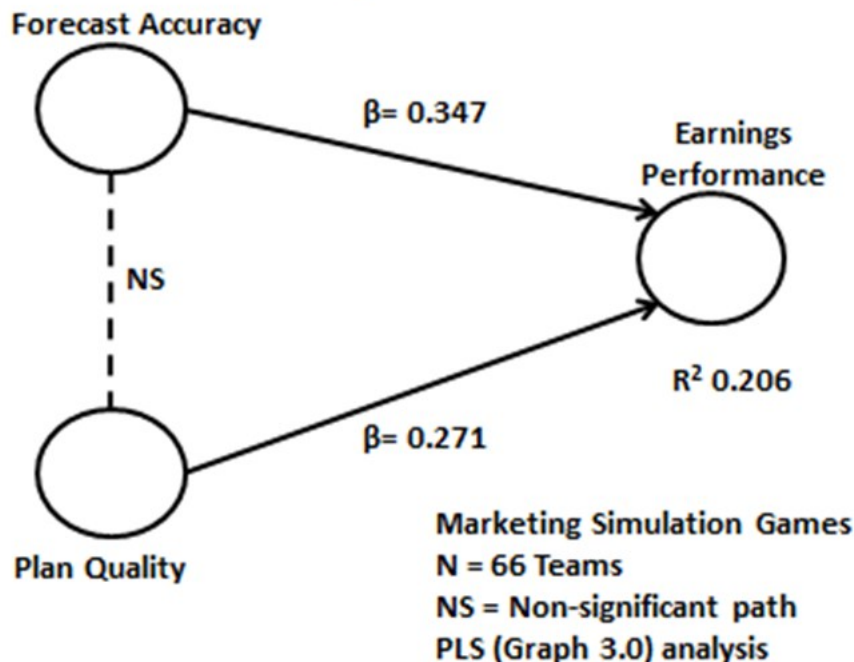 Forecast Accuracy
β= 0.347
Earnings
Performance
NS
R² 0.206
β= 0.271
Plan Quality
Marketing Simulation Games
N = 66 Teams
NS = Non-significant path
PLS (Graph 3.0) analysis